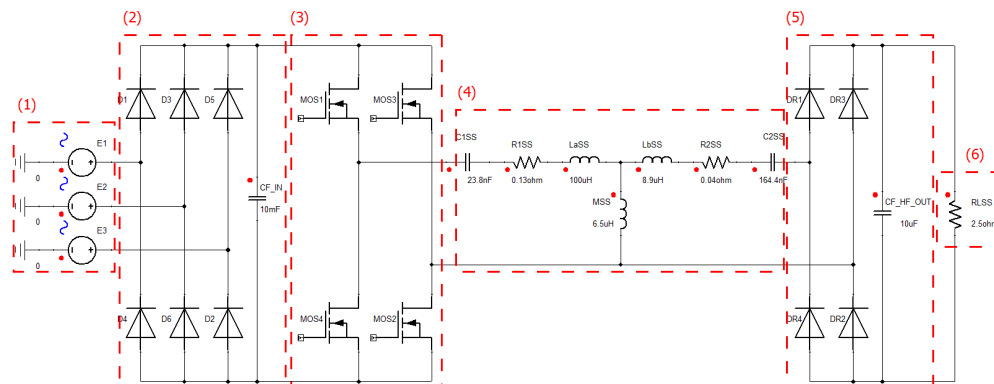 (1)
E1
0
E2
0
E3
0
(2)
D1
D3
D5
D4
D6
D2
CF_IN
10mF
(3)
MOS1
MOS3
MOS4
MOS2
(4)
C1SS
23.8nF
R1SS
0.13ohm
LaSS
100uH
LbSS
8.9uH
R2SS
0.04ohm
C2SS
164.4nF
MSS
6.5uH
(5)
DR1
DR3
DR4
DR2
CF_HF_OUT
10uF
(6)
RLSS
2.5ohm